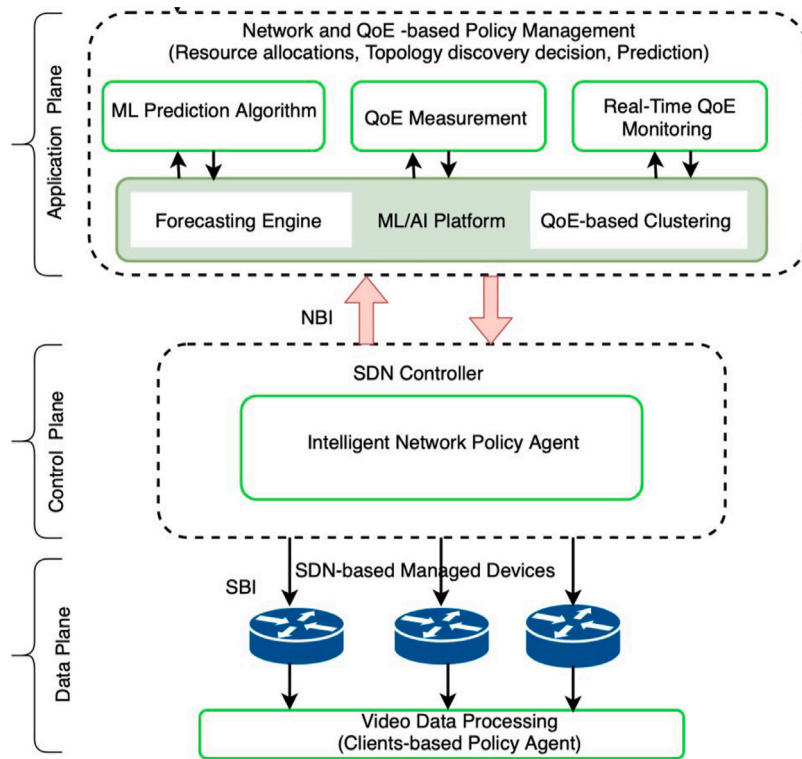 Application Plane
Network and QoE -based Policy Management
(Resource allocations, Topology discovery decision, Prediction)
ML Prediction Algorithm
QoE Measurement
Real-Time QoE
Monitoring
Forecasting Engine
ML/AI Platform
QoE-based Clustering
NBI
Control Plane
SDN Controller
Intelligent Network Policy Agent
Data Plane
SDN-based Managed Devices
SBI
Video Data Processing
(Clients-based Policy Agent)